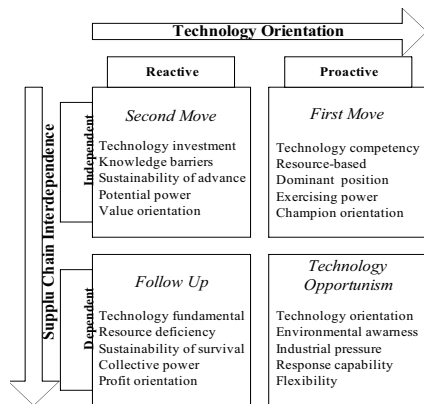 Technology Orientation
Reactive
Proactive
Supplu Chain Interdependence
Independent
Second Move
Technology investment
Knowledge barriers
Sustainability of advance
Potential power
Value orientation
First Move
Technology competency
Resource-based
Dominant position
Exercising power
Champion orientation
Dependent
Follow Up
Technology fundamental
Resource deficiency
Sustainability of survival
Collective power
Profit orientation
Technology
Opportunism
Technology orientation
Environmental awarness
Industrial pressure
Response capability
Flexibility